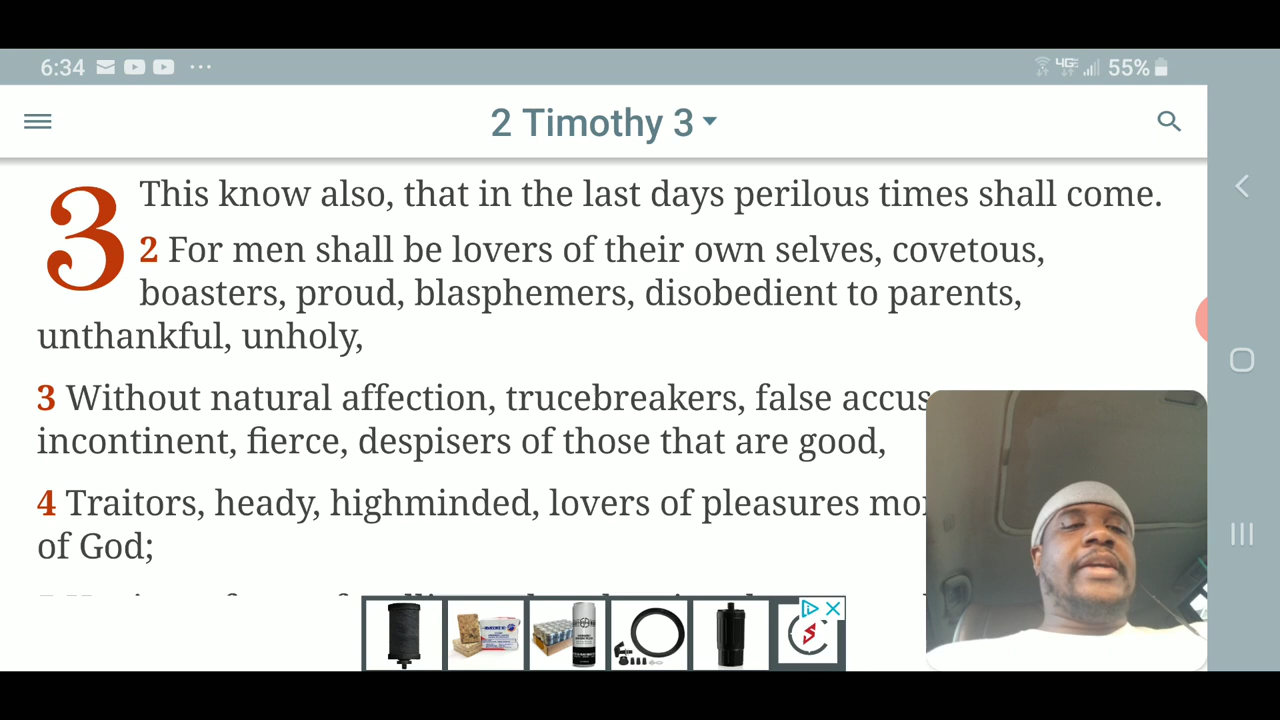 6:34 ... 4G 55%
2 Timothy 3
3 This know also, that in the last days perilous times shall come.
2 For men shall be lovers of their own selves, covetous,
boasters, proud, blasphemers, disobedient to parents,
unthankful, unholy,
3 Without natural affection, trucebreakers, false accus
incontinent, fierce, despisers of those that are good,
4 Traitors, heady, highminded, lovers of pleasures mo
of God;